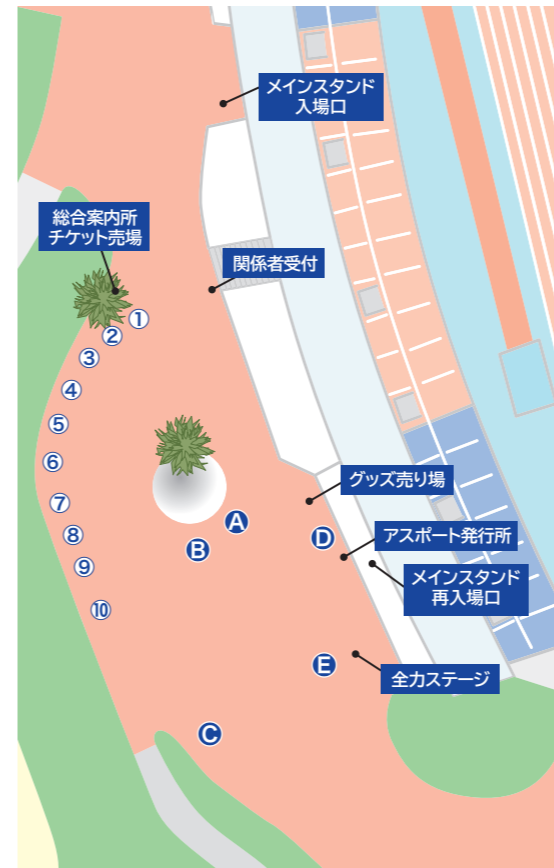 メインスタンド
入場口
総合案内所
チケット売場
関係者受付
①
②
③
④
⑤
⑥
⑦
⑧
⑨
⑩
グッズ売り場
A
B
D
アスポート発行所
メインスタンド
再入場口
E
全力ステージ
C